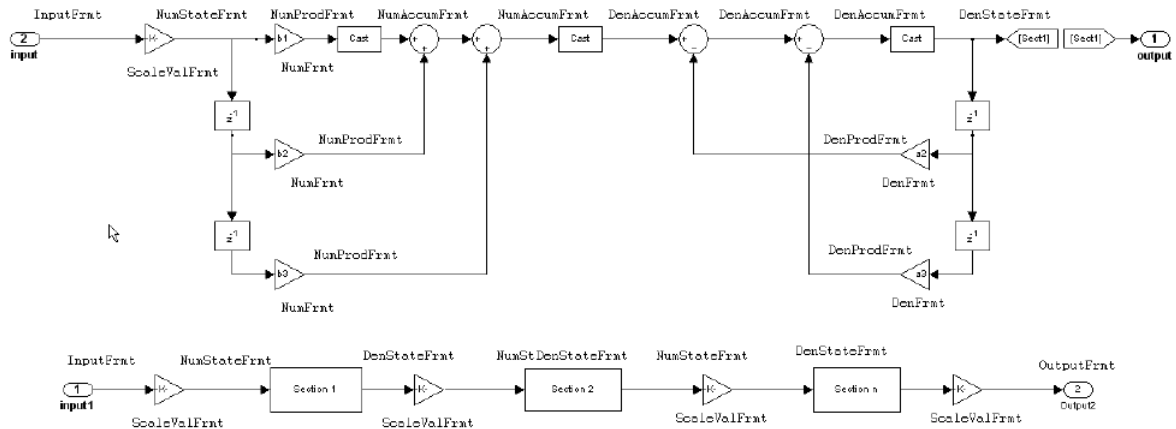 InputFrmt NumStateFrmt NumProdFrmt NumAccumFrmt NumAccumFrmt DenAccumFrmt DenAccumFrmt DenAccumFrmt DenStateFrmt
2 K- b1 Cast + + + + Cast + - + - Cast [Sect1] [Sect1] 1
input NumFrmt output
ScaleValFrmt
z-1 z-1
NumProdFrmt DenProdFrmt
b2 a2
NumFrmt DenFrmt
z-1 z-1
NumProdFrmt DenProdFrmt
b3 a3
NumFrmt DenFrmt
InputFrmt NumStateFrmt DenStateFrmt NumStDenStateFrmt NumStateFrmt DenStateFrmt OutputFrmt
1 K- Section 1 K- Section 2 K- Section n K- 2
input1 Output2
ScaleValFrmt ScaleValFrmt ScaleValFrmt ScaleValFrmt